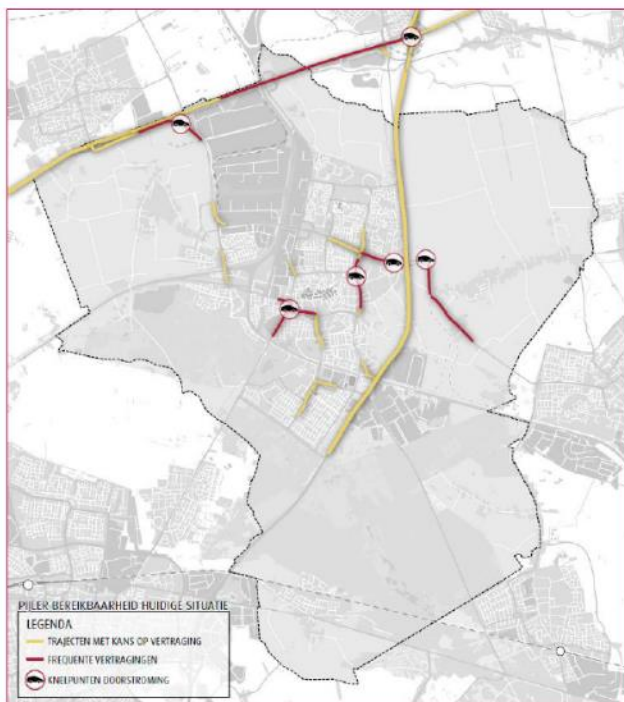 PIJLER BEREIKBAARHEID HUIDIGE SITUATIE
LEGENDA
TRAJECTEN MET KANS OP VERTRAGING
FREQUENTE VERTRAGINGEN
KNELPUNTEN DOORSTROMING